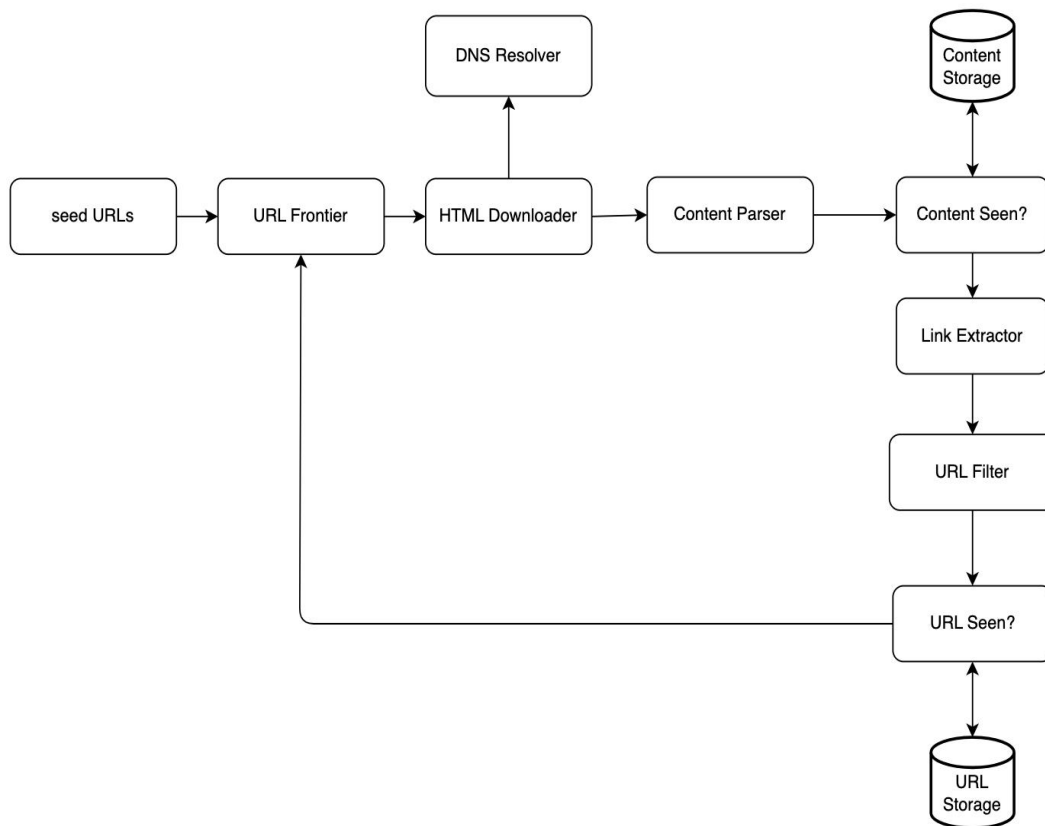 DNS Resolver
Content
Storage
seed URLs
URL Frontier
HTML Downloader
Content Parser
Content Seen?
Link Extractor
URL Filter
URL Seen?
URL
Storage